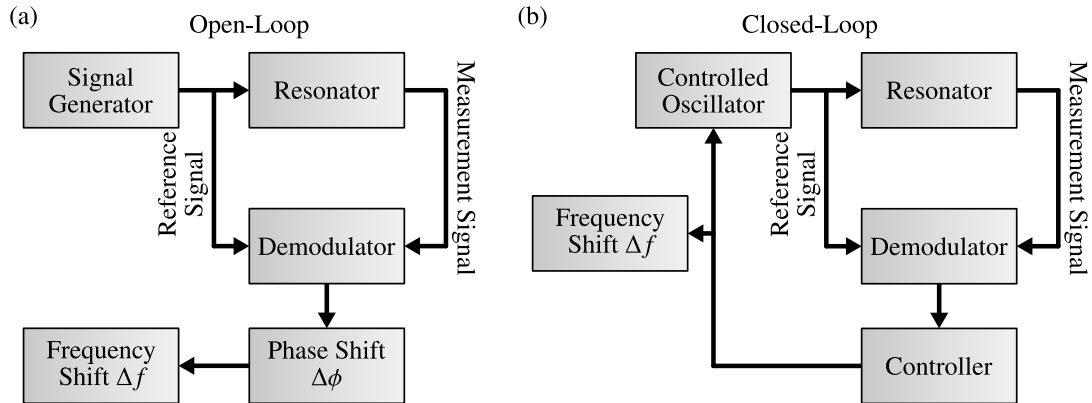 (a)
Open-Loop
Signal
Generator
Resonator
Reference
Signal
Measurement Signal
Demodulator
Frequency
Shift Δf
Phase Shift
Δϕ
(b)
Closed-Loop
Controlled
Oscillator
Resonator
Reference
Signal
Measurement Signal
Frequency
Shift Δf
Demodulator
Controller